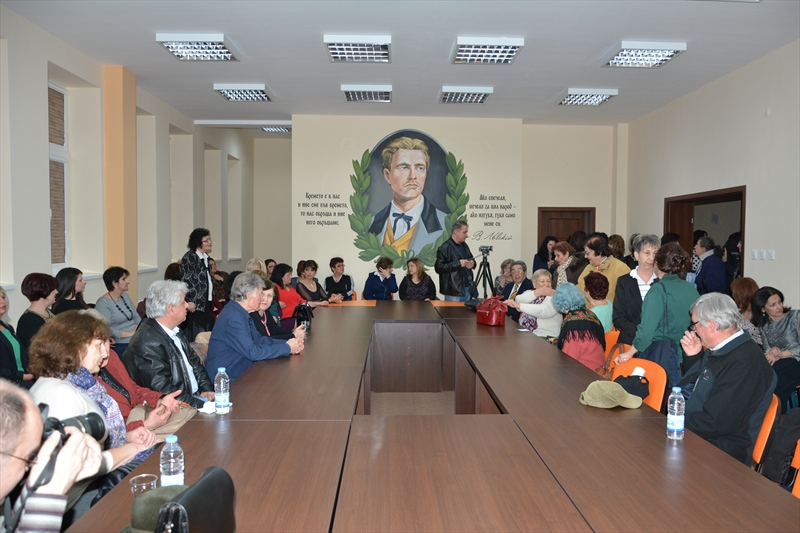 Времето е в нас
и ние сме във времето,
то нас обръща и ние
него обръщаме.
Ако спечеля,
печеля за цял народ -
ако изгубя, губя само
мене си.
В. Левский